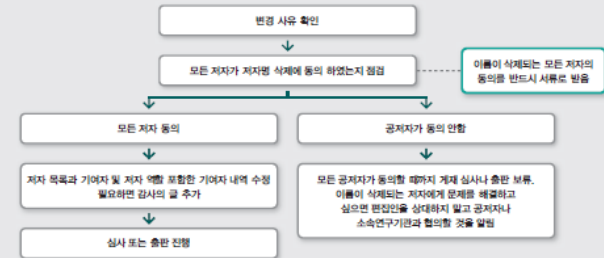 변경 사유 확인
모든 저자가 저자명 삭제에 동의 하였는지 점검
이름이 삭제되는 모든 저자의
동의를 반드시 서류로 받음
모든 저자 동의
공저자가 동의 안함
저자 목록과 기여자 및 저자 역할 포함한 기여자 내역 수정
필요하면 감사의 글 추가
모든 공저자가 동의할 때까지 게재 심사나 출판 보류.
이름이 삭제되는 저자에게 문제를 해결하고
싶으면 편집인을 상대하지 말고 공저자나
소속연구기관과 협의할 것을 알림
심사 또는 출판 진행